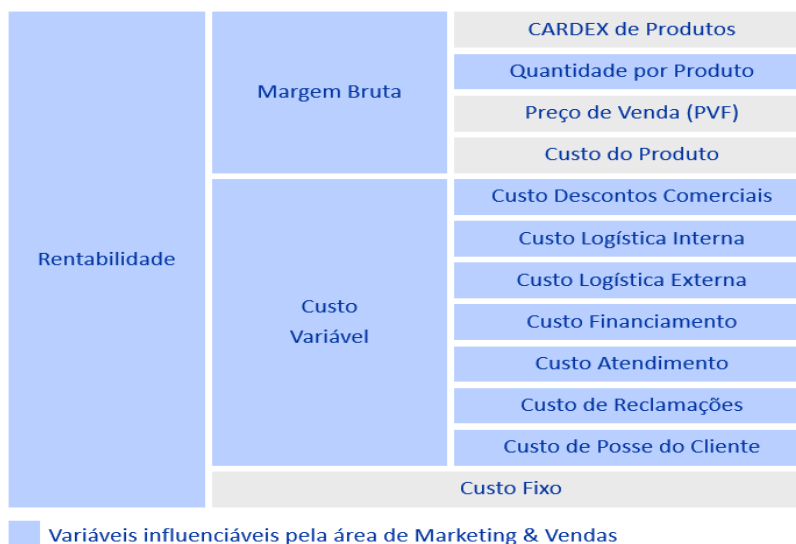 Rentabilidade
Margem Bruta
CARDEX de Produtos
Quantidade por Produto
Preço de Venda (PVF)
Custo do Produto
Custo
Variável
Custo Descontos Comerciais
Custo Logística Interna
Custo Logística Externa
Custo Financiamento
Custo Atendimento
Custo de Reclamações
Custo de Posse do Cliente
Custo Fixo
Variáveis influenciáveis pela área de Marketing & Vendas